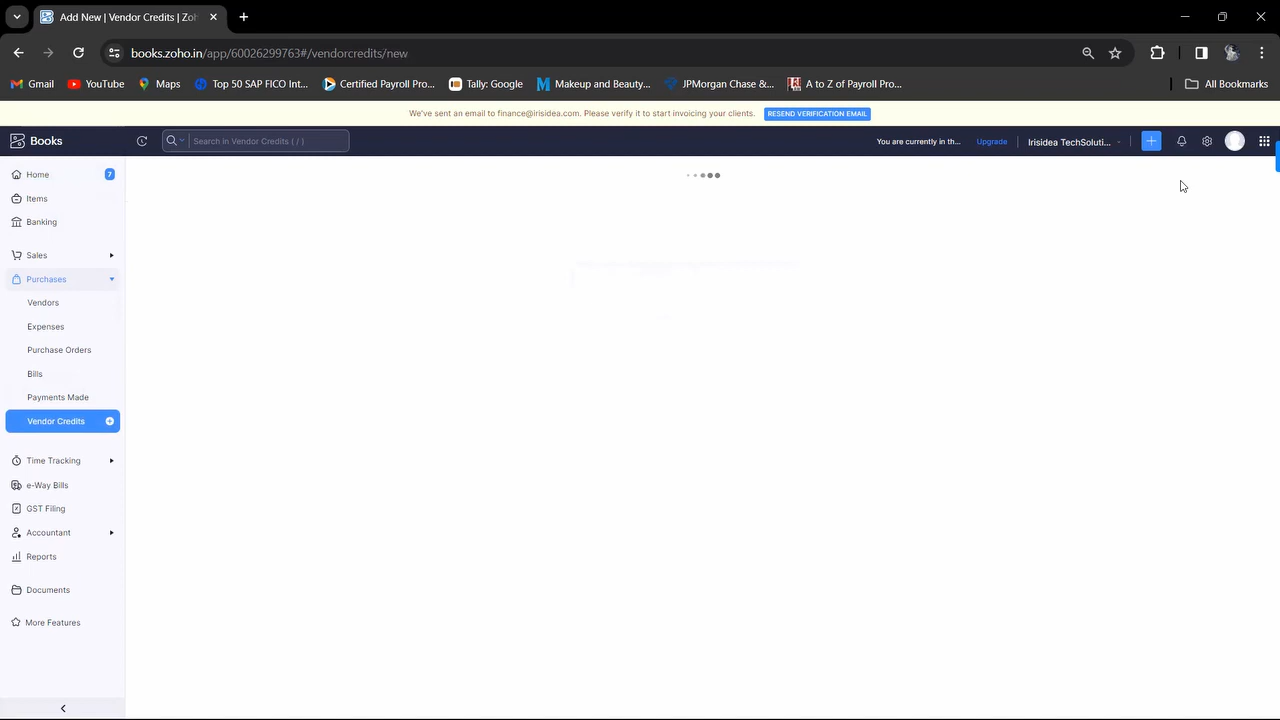 Add New | Vendor Credits | Zoh
books.zoho.in/app/60026299763#/vendorcredits/new
Gmail
YouTube
Maps
Top 50 SAP FICO Int...
Certified Payroll Pro...
Tally: Google
Makeup and Beauty...
JPMorgan Chase &...
A to Z of Payroll Pro...
All Bookmarks
We've sent an email to finance@irisidea.com. Please verify it to start invoicing your clients. RESEND VERIFICATION EMAIL
Books
Search in Vendor Credits ( / )
You are currently in th...
Upgrade
Irisidea TechSoluti...
Home 7
Items
Banking
Sales
Purchases
Vendors
Expenses
Purchase Orders
Bills
Payments Made
Vendor Credits
Time Tracking
e-Way Bills
GST Filing
Accountant
Reports
Documents
More Features